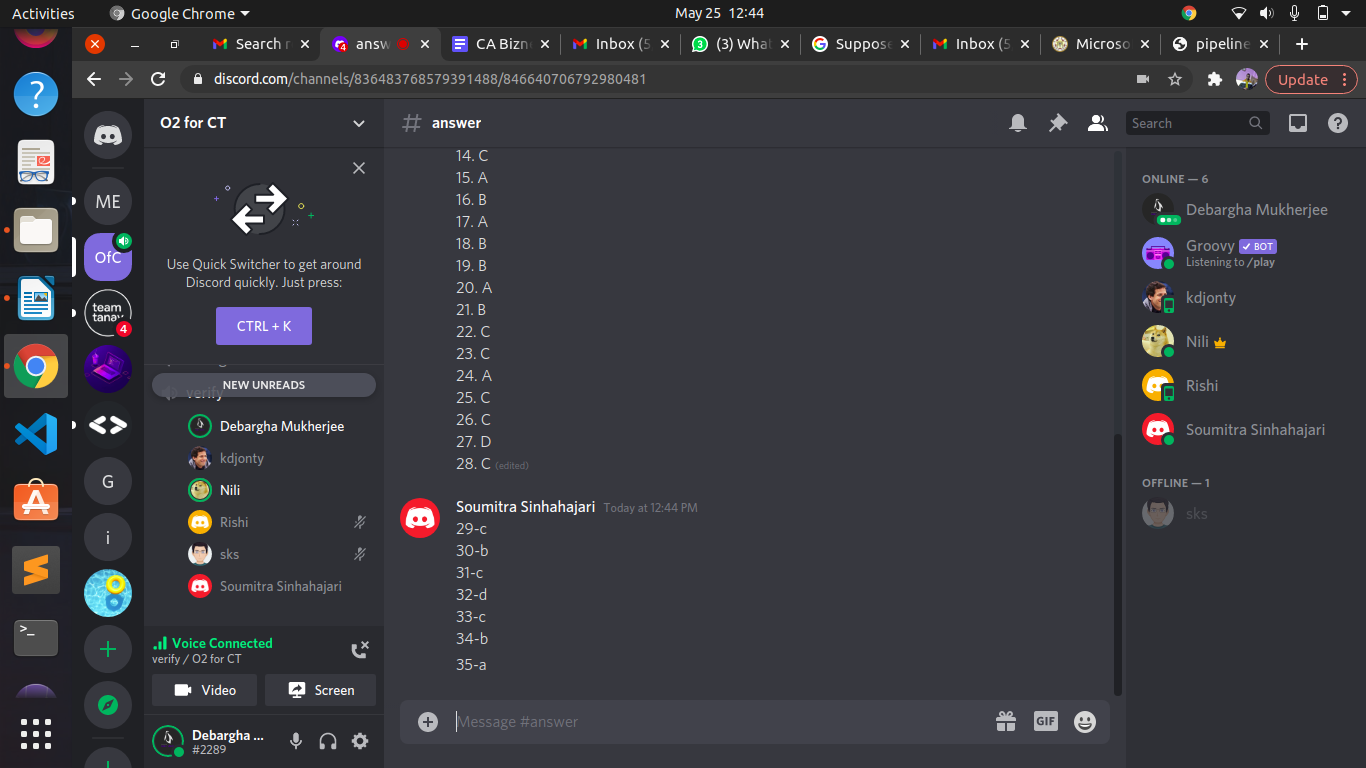 Activities
Google Chrome
May 25 12:44
Search r
answ
CA Bizn
Inbox (5
(3) What
Suppose
Inbox (5
Microso
pipeline
discord.com/channels/836483768579391488/846640706792980481
Update
O2 for CT
answer
Search
ME
OfC
team
tanay
4
G
i
Use Quick Switcher to get around
Discord quickly. Just press:
CTRL + K
NEW UNREADS
verify
Debargha Mukherjee
kdjonty
Nili
Rishi
sks
Soumitra Sinhahajari
Voice Connected
verify / O2 for CT
Video
Screen
Debargha ...
#2289
14. C
15. A
16. B
17. A
18. B
19. B
20. A
21. B
22. C
23. C
24. A
25. C
26. C
27. D
28. C (edited)
Soumitra Sinhahajari Today at 12:44 PM
29-c
30-b
31-c
32-d
33-c
34-b
35-a
Message #answer
GIF
ONLINE — 6
Debargha Mukherjee
Groovy BOT
Listening to /play
kdjonty
Nili
Rishi
Soumitra Sinhahajari
OFFLINE — 1
sks